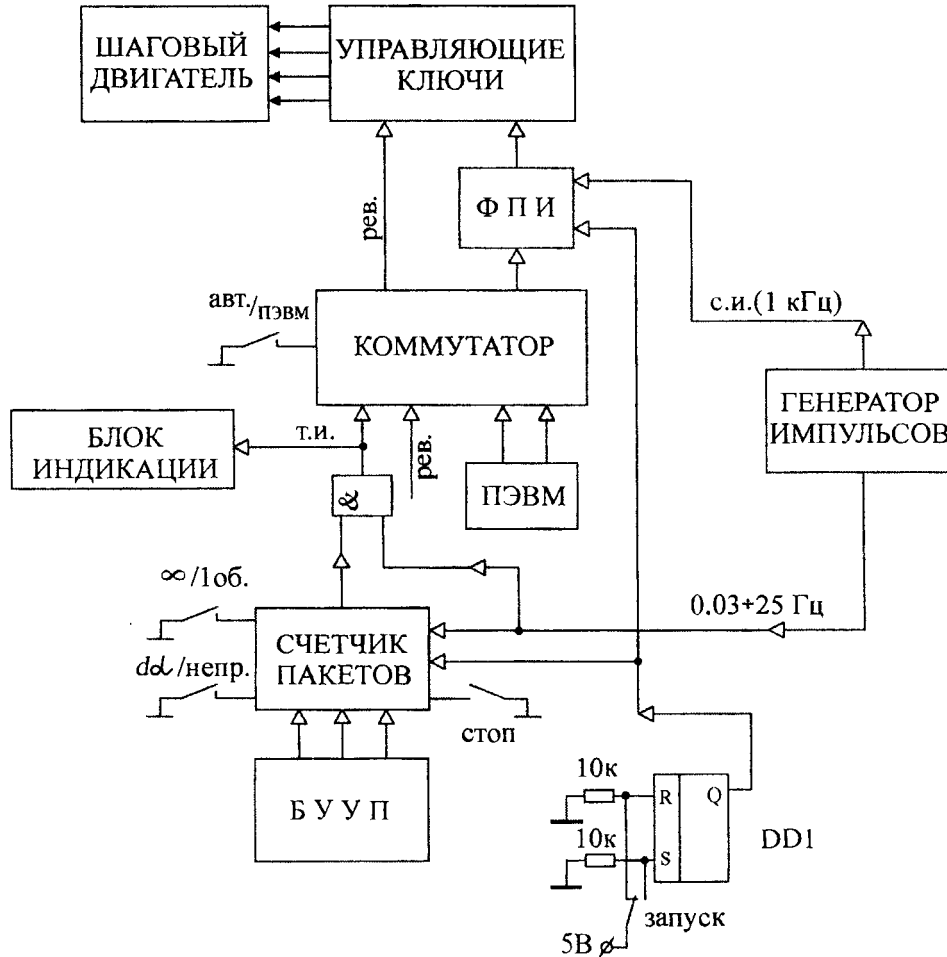 ШАГОВЫЙ
ДВИГАТЕЛЬ
УПРАВЛЯЮЩИЕ
КЛЮЧИ
рев.
Ф П И
с.и.(1 кГц)
авт./пэвм
КОММУТАТОР
ГЕНЕРАТОР
ИМПУЛЬСОВ
БЛОК
ИНДИКАЦИИ
т.и.
рев.
ПЭВМ
&
∞/1об.
0.03÷25 Гц
СЧЕТЧИК
ПАКЕТОВ
dα/непр.
стоп
Б У У П
10к
R
Q
10к
S
DD1
запуск
5В